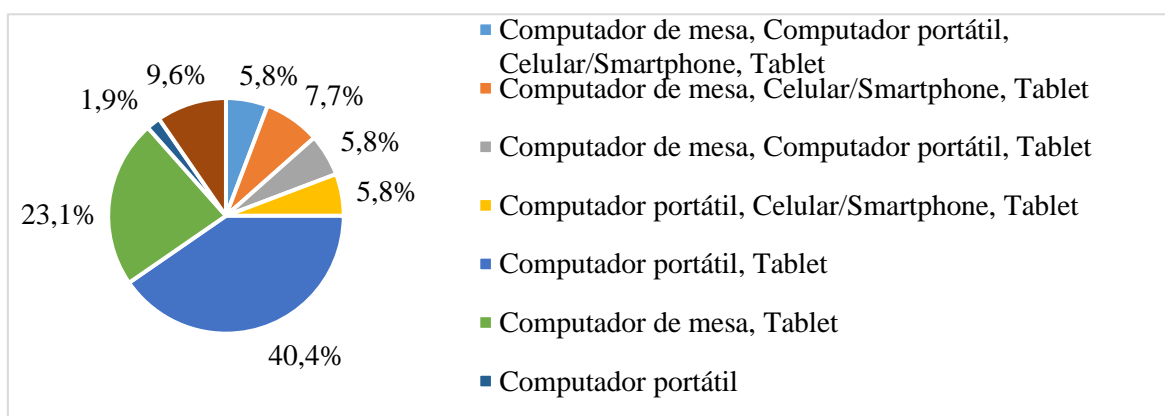 Computador de mesa, Computador portátil,
Celular/Smartphone, Tablet
Computador de mesa, Celular/Smartphone, Tablet
Computador de mesa, Computador portátil, Tablet
Computador portátil, Celular/Smartphone, Tablet
Computador portátil, Tablet
Computador de mesa, Tablet
Computador portátil
5,8%
7,7%
5,8%
5,8%
40,4%
23,1%
1,9%
9,6%